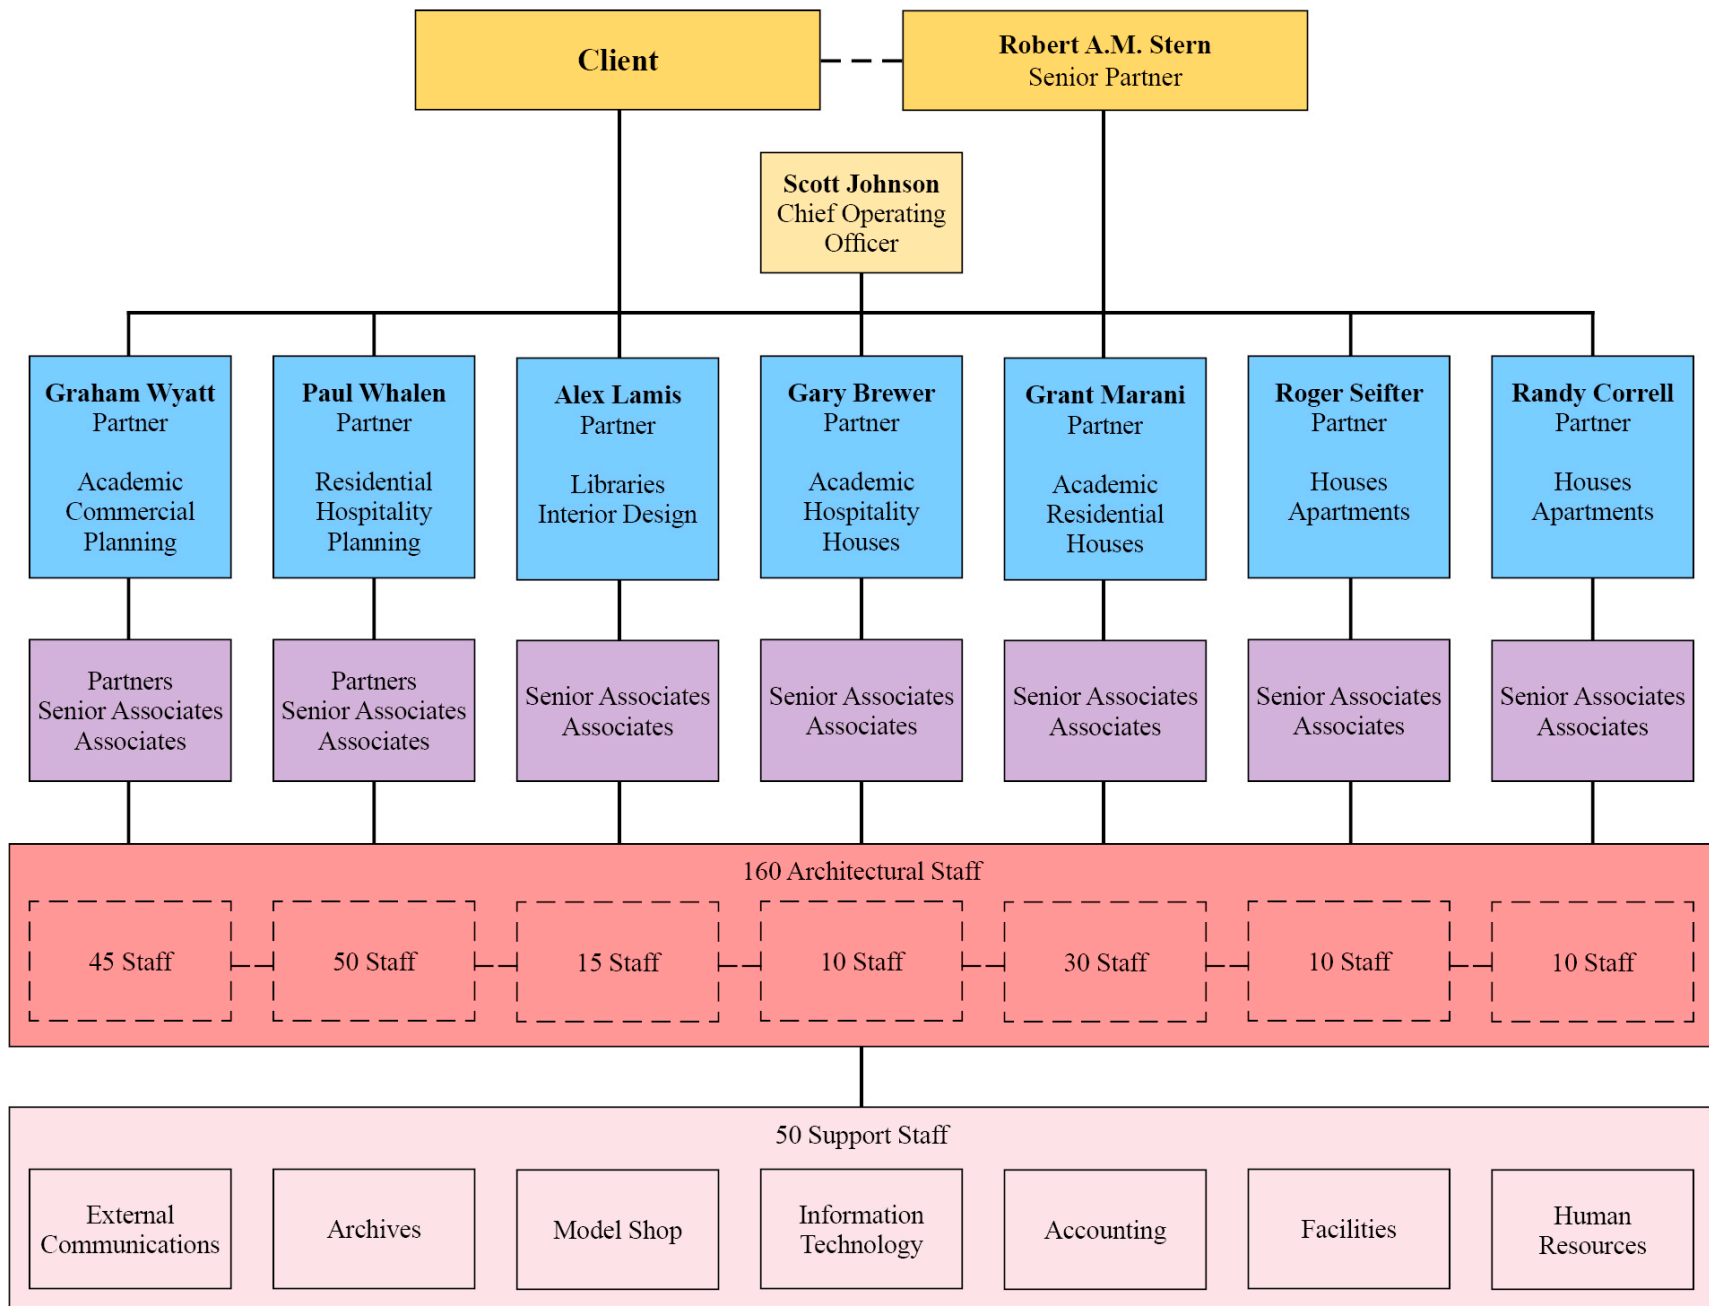 Client
Robert A.M. Stern
Senior Partner
Scott Johnson
Chief Operating
Officer
Graham Wyatt
Partner
Academic
Commercial
Planning
Paul Whalen
Partner
Residential
Hospitality
Planning
Alex Lamis
Partner
Libraries
Interior Design
Gary Brewer
Partner
Academic
Hospitality
Houses
Grant Marani
Partner
Academic
Residential
Houses
Roger Seifter
Partner
Houses
Apartments
Randy Correll
Partner
Houses
Apartments
Partners
Senior Associates
Associates
Partners
Senior Associates
Associates
Senior Associates
Associates
Senior Associates
Associates
Senior Associates
Associates
Senior Associates
Associates
Senior Associates
Associates
160 Architectural Staff
45 Staff
50 Staff
15 Staff
10 Staff
30 Staff
10 Staff
10 Staff
50 Support Staff
External
Communications
Archives
Model Shop
Information
Technology
Accounting
Facilities
Human
Resources